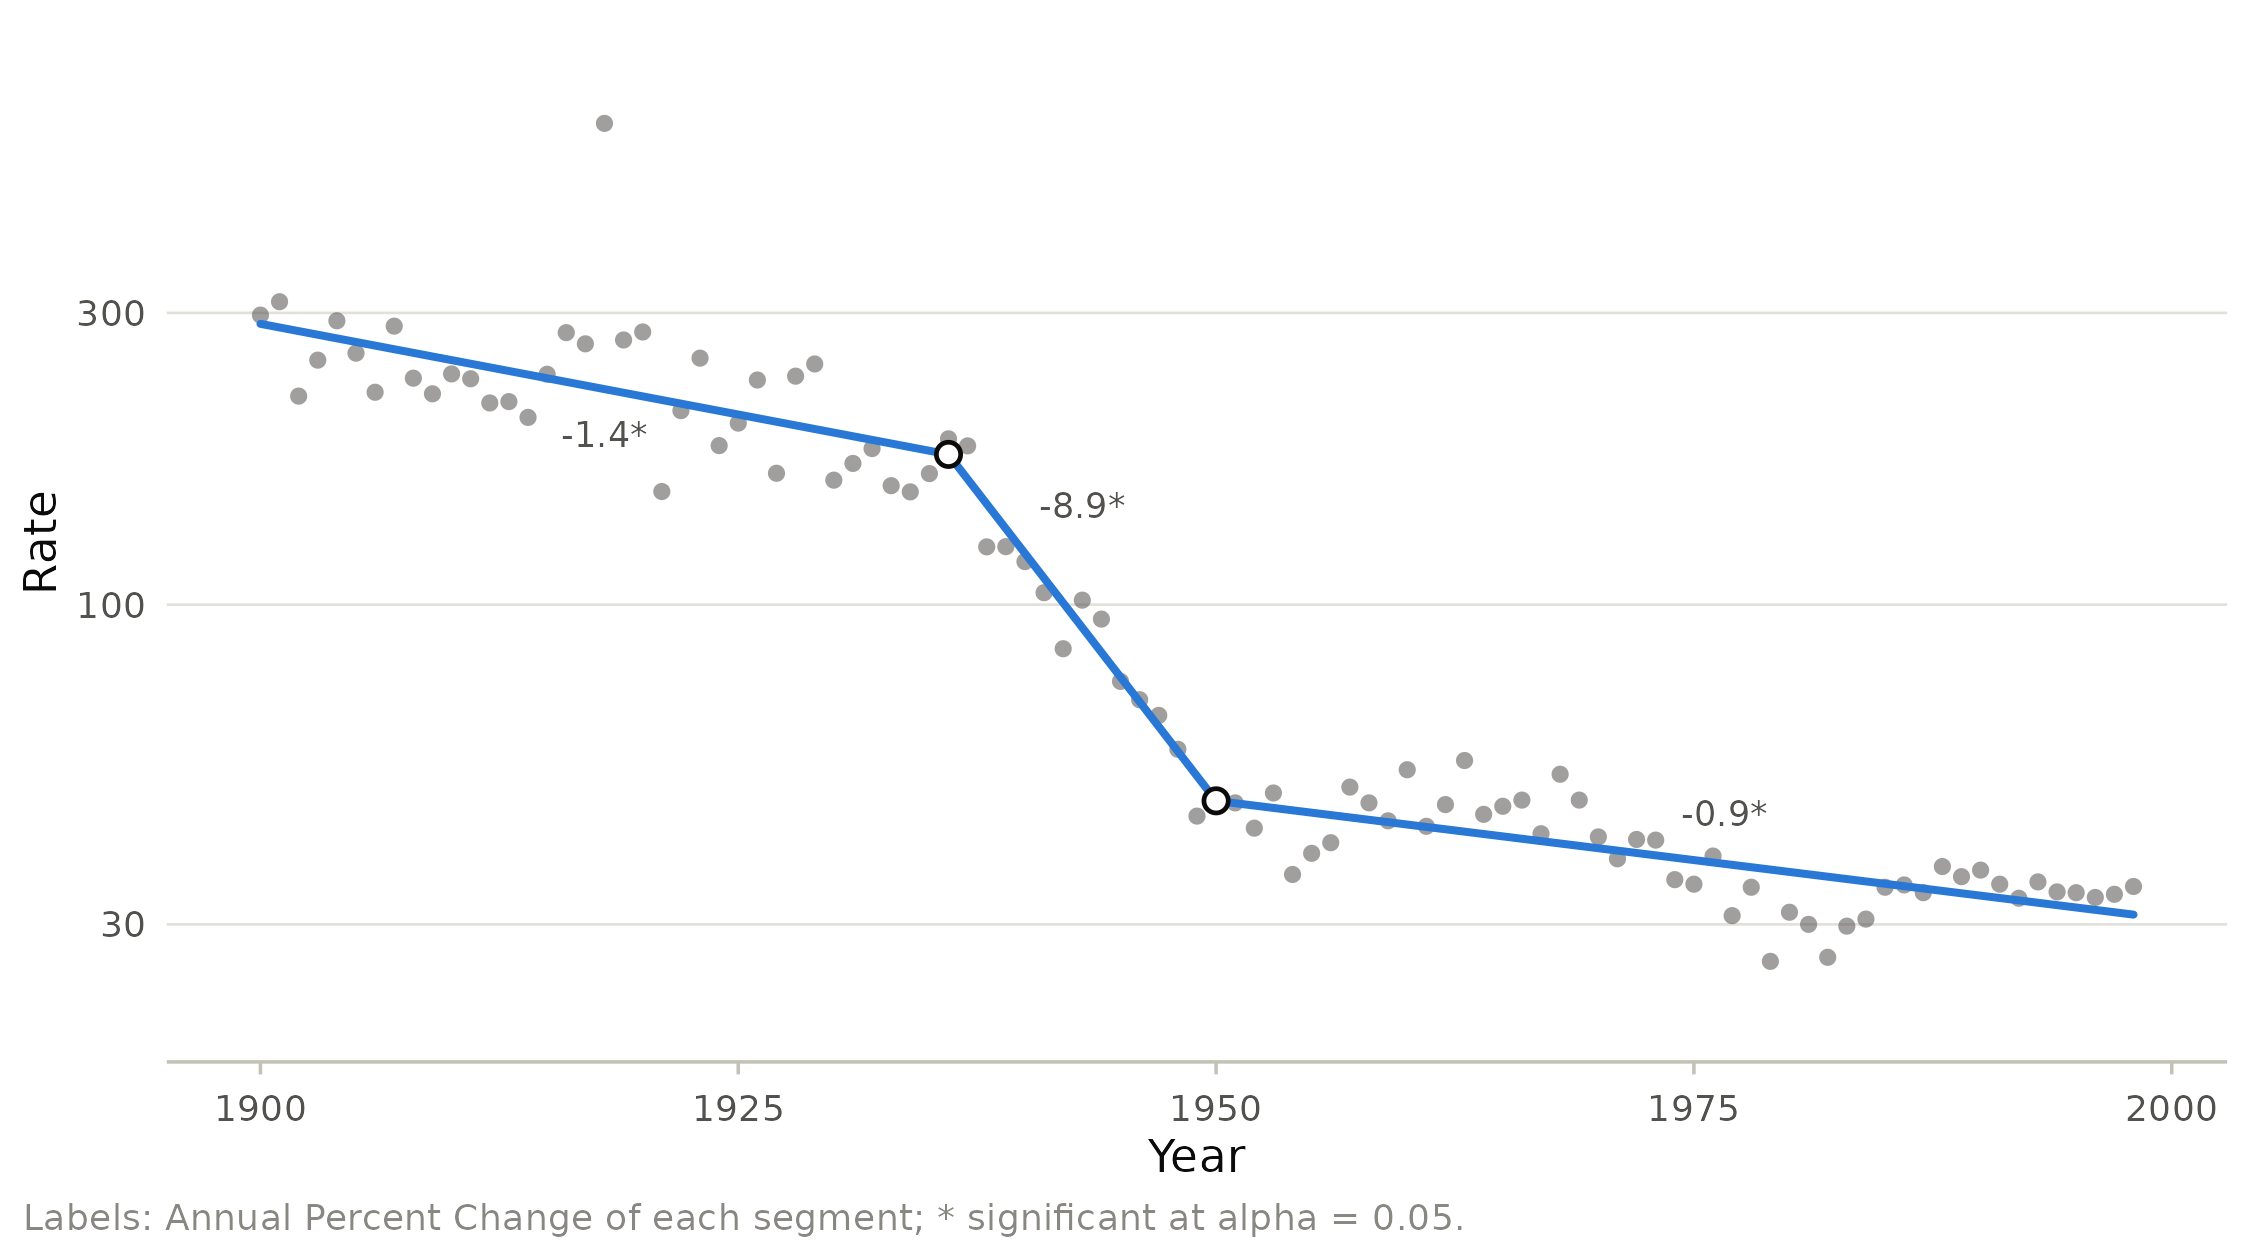 300
100
30
Rate
-1.4*
-8.9*
-0.9*
1900 1925 1950 1975 2000
Year
Labels: Annual Percent Change of each segment; * significant at alpha = 0.05.